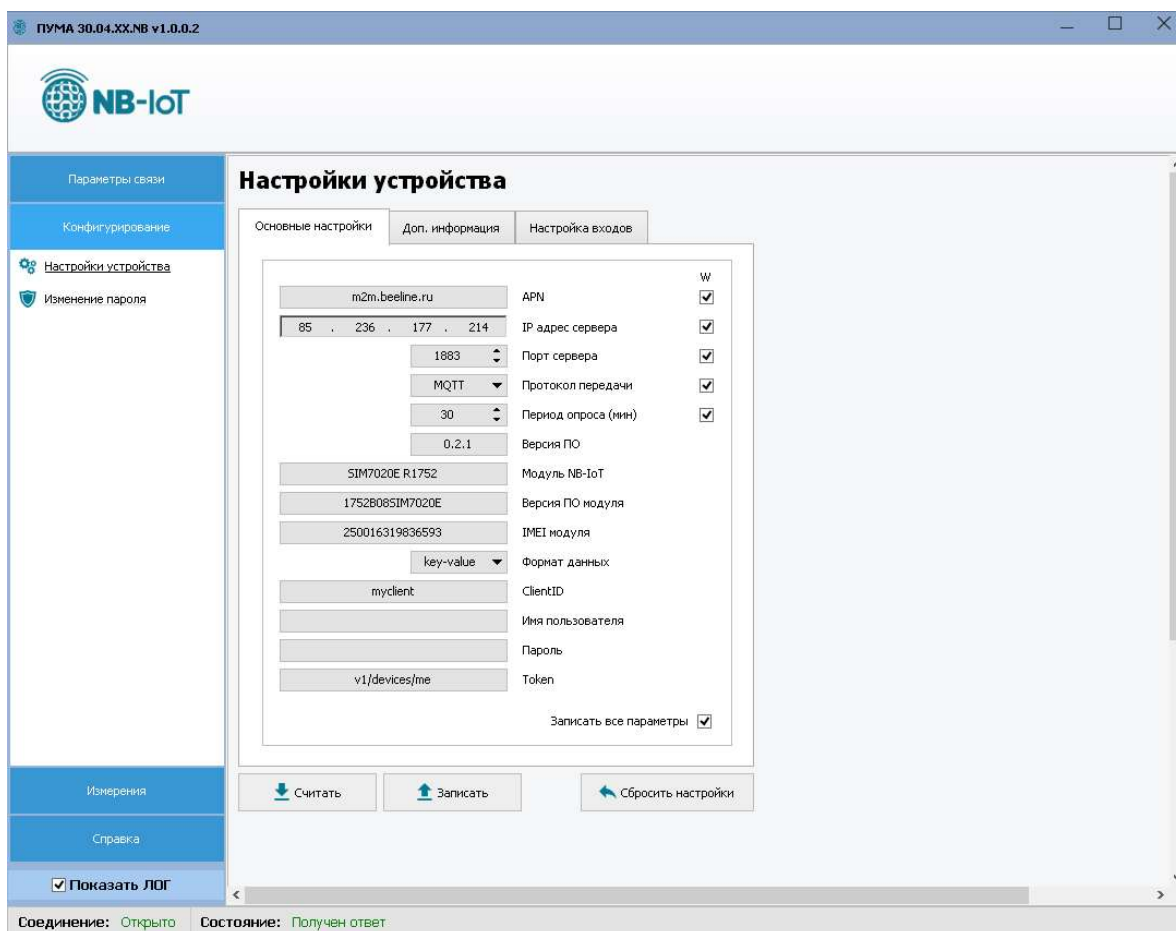 ПУМА 30.04.XX.NB v1.0.0.2
NB-IoT
Параметры связи
Конфигурирование
Настройки устройства
Изменение пароля
Настройки устройства
Основные настройки
Доп. информация
Настройка входов
W
m2m.beeline.ru APN
85 . 236 . 177 . 214 IP адрес сервера
1883 Порт сервера
MQTT Протокол передачи
30 Период опроса (мин)
0.2.1 Версия ПО
SIM7020E R1752 Модуль NB-IoT
1752B08SIM7020E Версия ПО модуля
250016319836593 IMEI модуля
key-value Формат данных
myclient ClientID
Имя пользователя
Пароль
v1/devices/me Token
Записать все параметры
Считать
Записать
Сбросить настройки
Измерения
Справка
Показать ЛОГ
Соединение: Открыто Состояние: Получен ответ